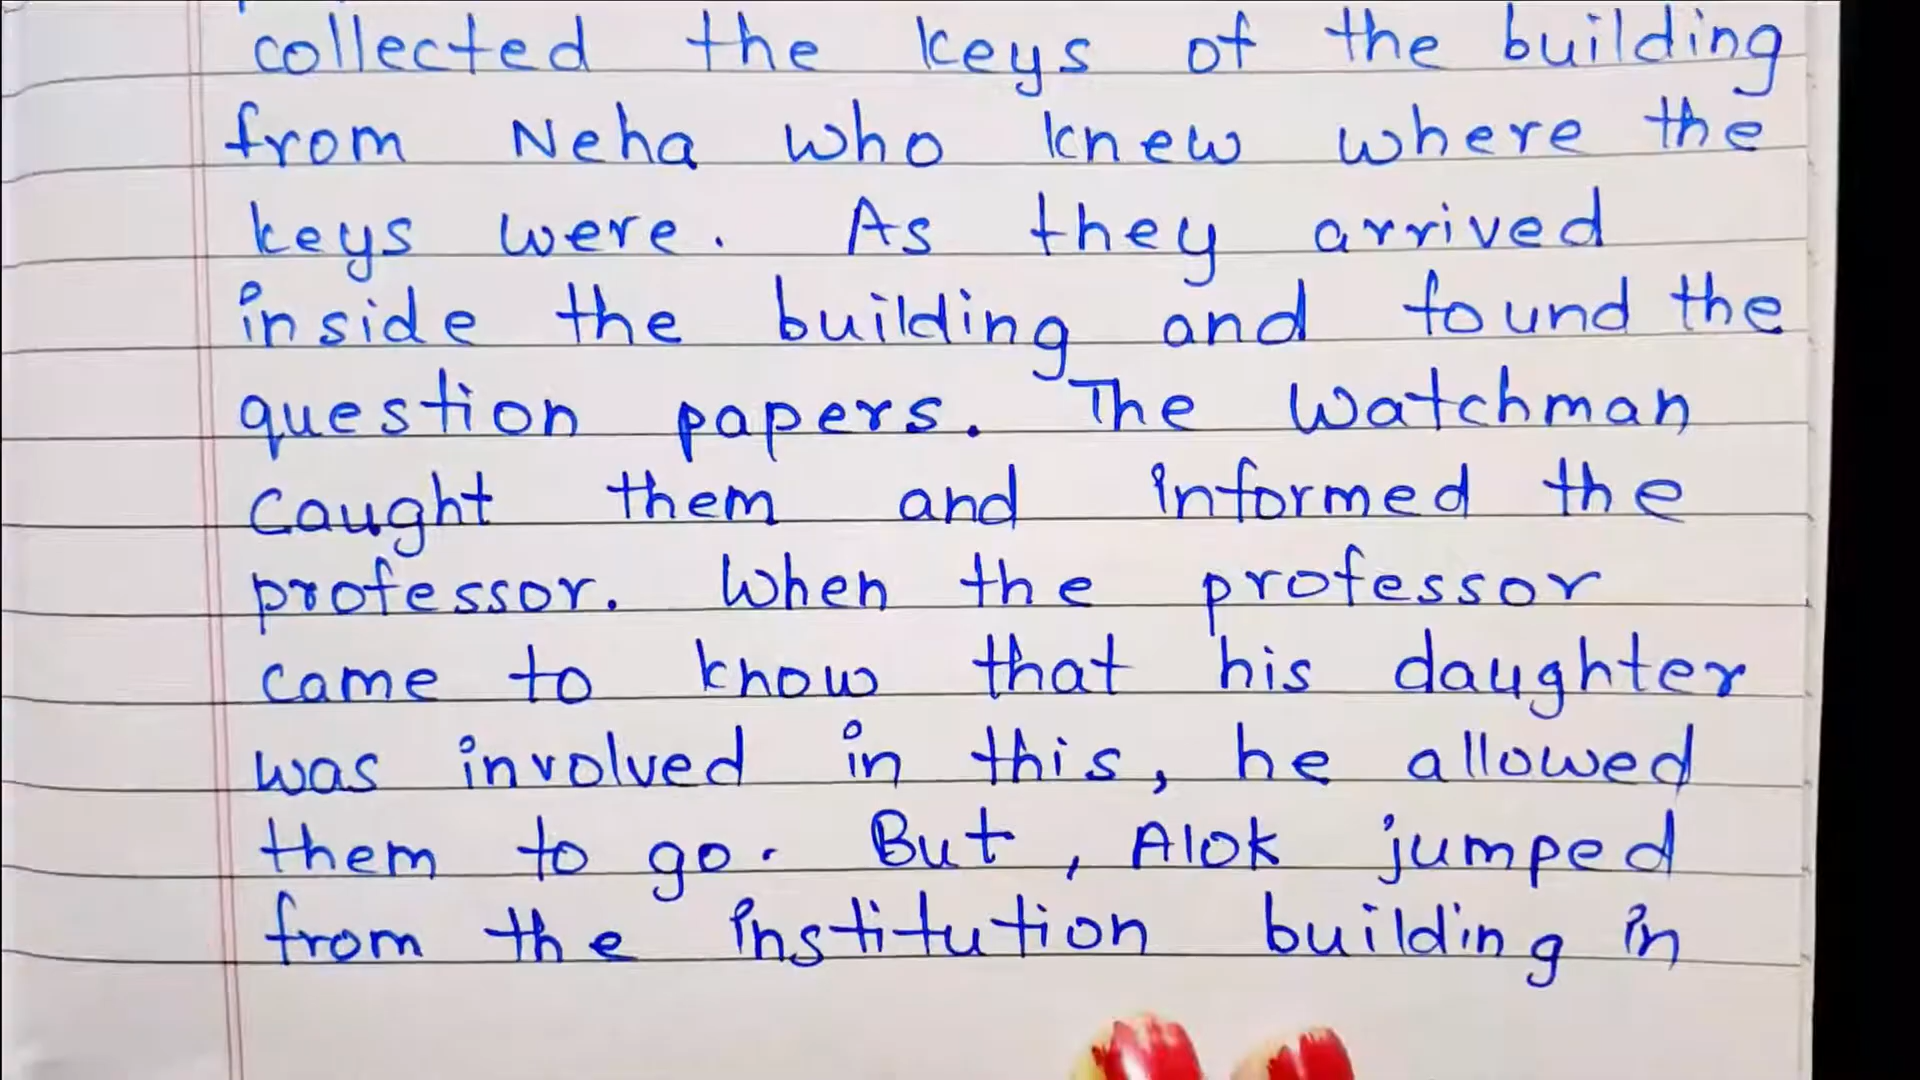 collected the keys of the building
from Neha who knew where the
keys were. As they arrived
inside the building and found the
question papers. The watchman
caught them and informed the
professor. When the professor
came to know that his daughter
was involved in this, he allowed
them to go. But, Alok jumped
from the institution building in